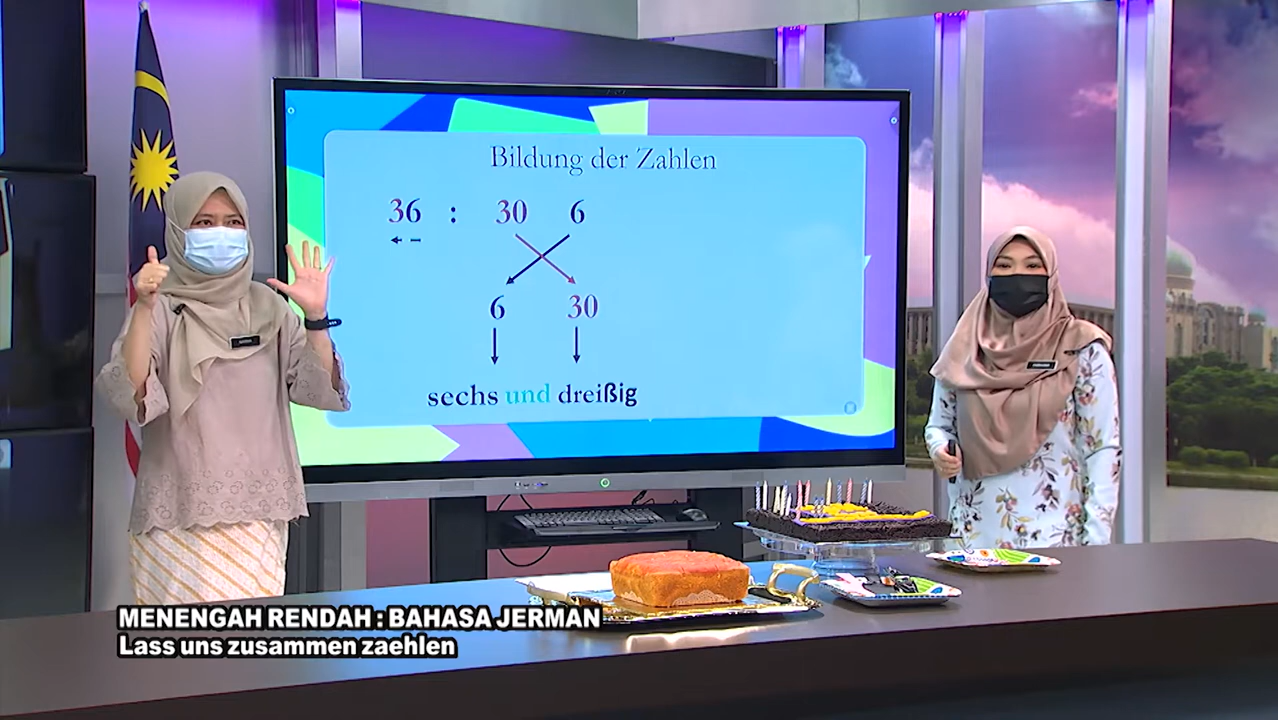 Bildung der Zahlen
36 : 30 6
6 30
sechs und dreißig
MENENGAH RENDAH : BAHASA JERMAN
Lass uns zusammen zaehlen